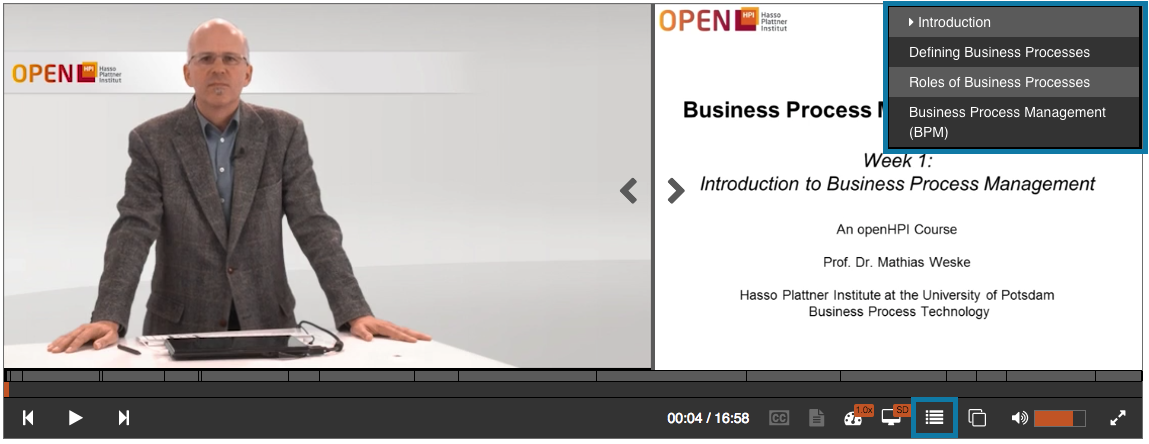 OPEN HPI Hasso
Plattner
Institut
OPEN HPI Hasso
Plattner
Institut
Introduction
Defining Business Processes
Roles of Business Processes
Business Process Management
(BPM)
Business Process M
Week 1:
Introduction to Business Process Management
An openHPI Course
Prof. Dr. Mathias Weske
Hasso Plattner Institute at the University of Potsdam
Business Process Technology
00:04 / 16:58
CC
1.0x
SD